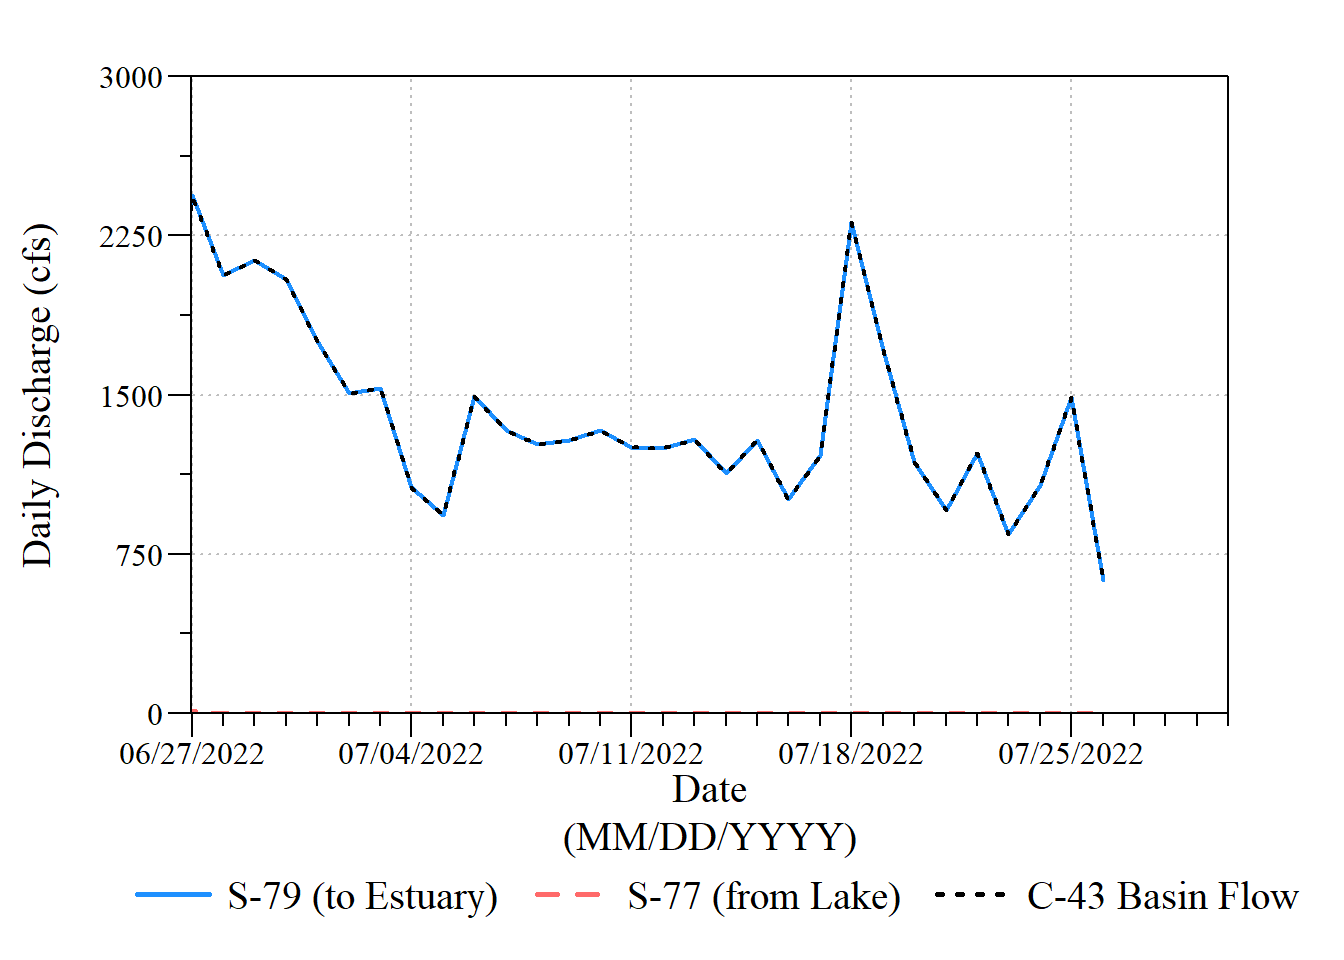 3000
2250
1500
750
0
Daily Discharge (cfs)
06/27/2022 07/04/2022 07/11/2022 07/18/2022 07/25/2022
Date
(MM/DD/YYYY)
S-79 (to Estuary) S-77 (from Lake) C-43 Basin Flow